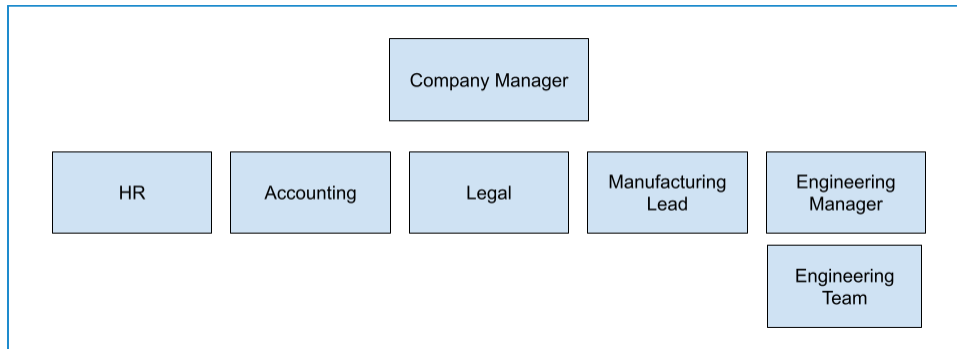 Company Manager
HR
Accounting
Legal
Manufacturing
Lead
Engineering
Manager
Engineering
Team